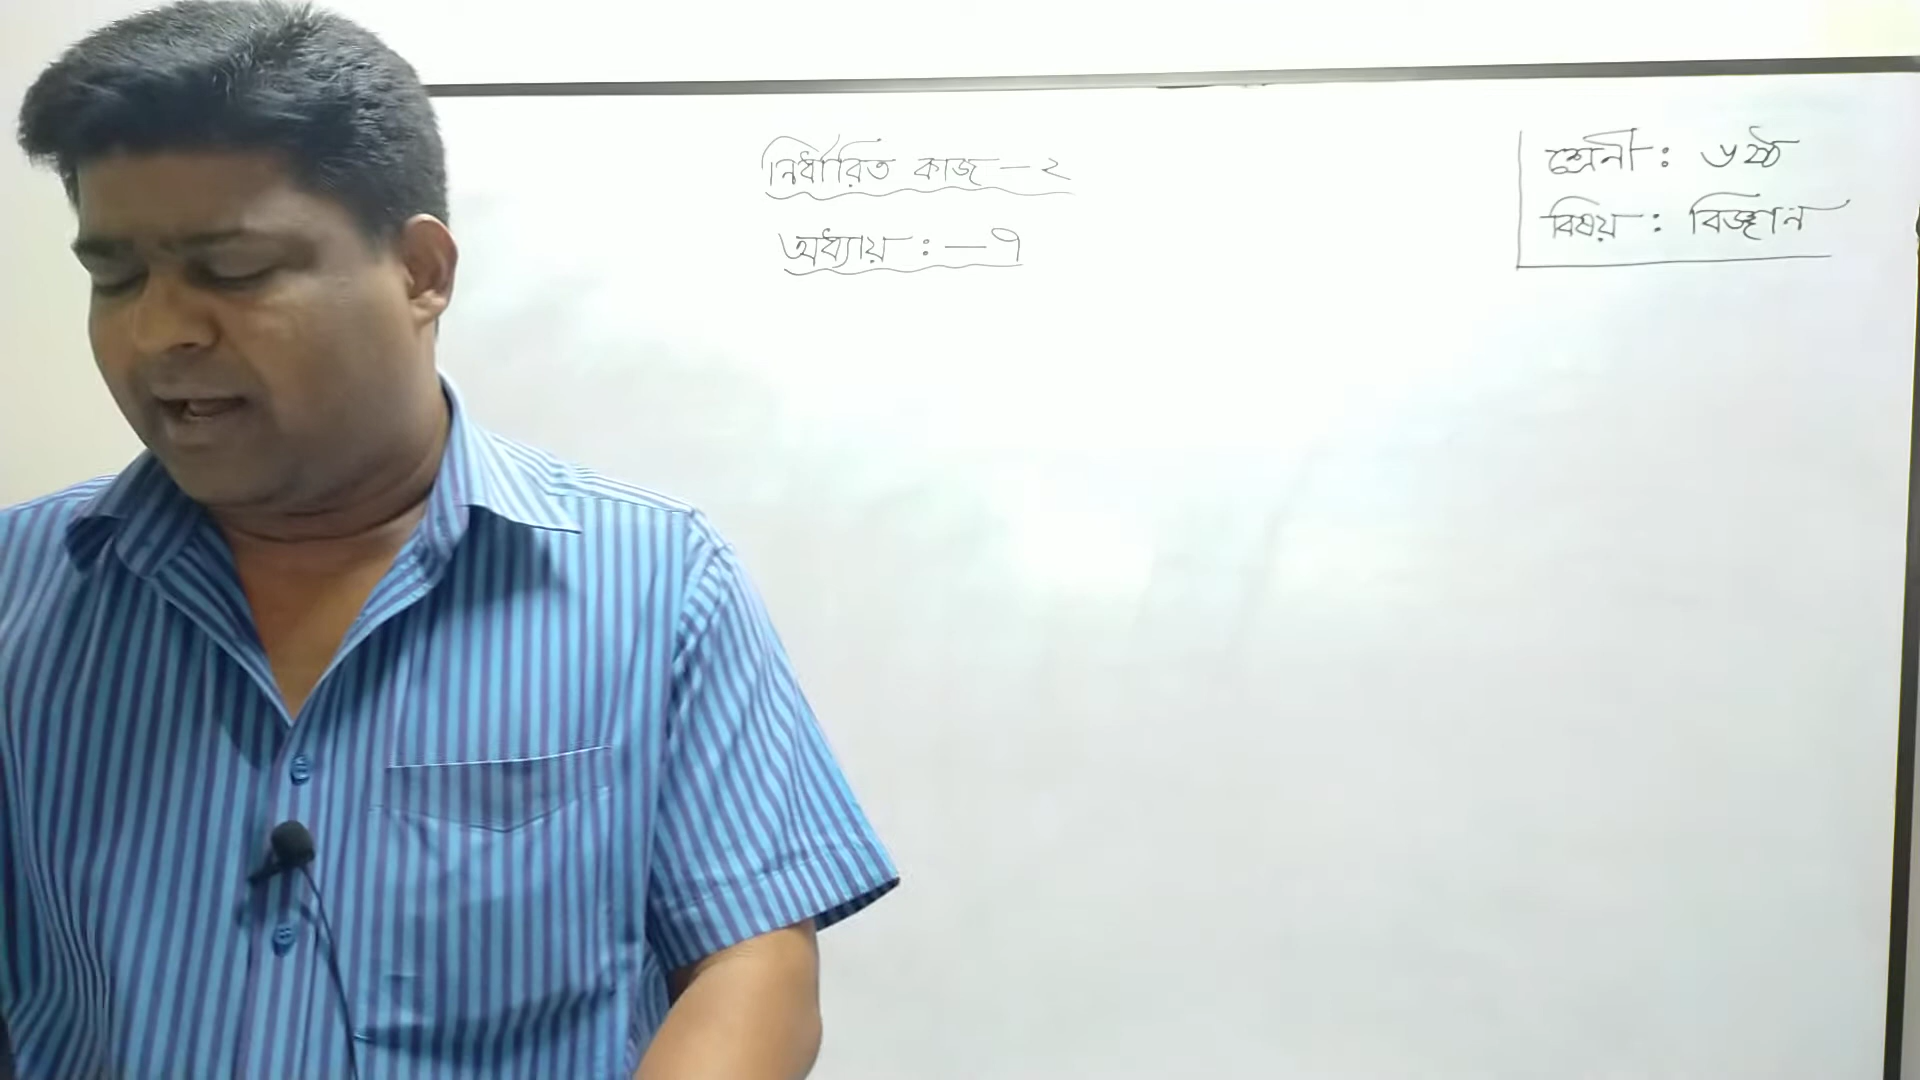 নির্ধারিত কাজ - ২
অধ্যায় : - ৭
শ্রেনী : ৬ষ্ঠ
বিষয় : বিজ্ঞান